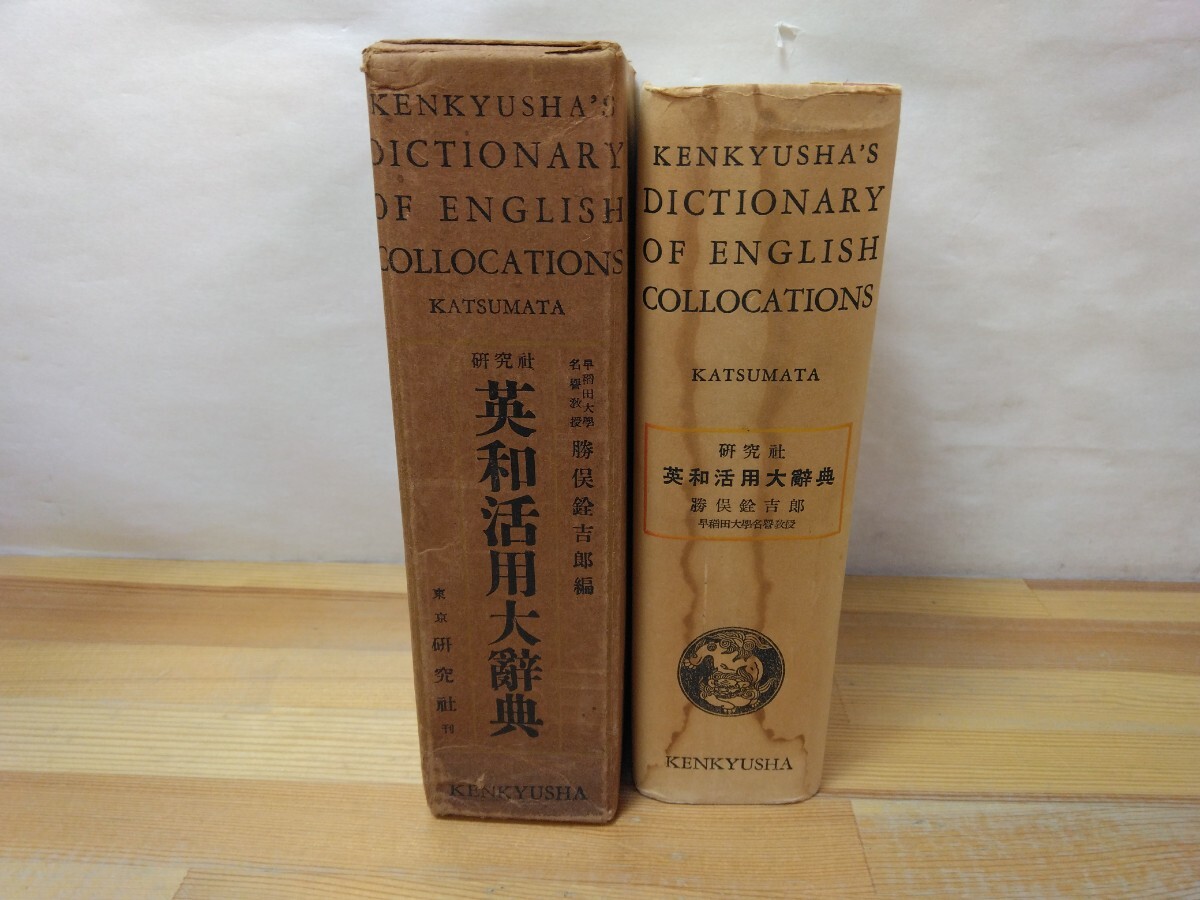 KENKYUSHA'S
DICTIONARY
OF ENGLISH
COLLOCATIONS
KATSUMATA
研究社
英和活用大辭典
早稻田大學
名譽教授
勝俣銓吉郎編
東京研究社刊
KENKYUSHA
KENKYUSHA'S
DICTIONARY
OF ENGLISH
COLLOCATIONS
KATSUMATA
研究社
英和活用大辭典
勝俣銓吉郎
早稻田大學名譽教授
KENKYUSHA